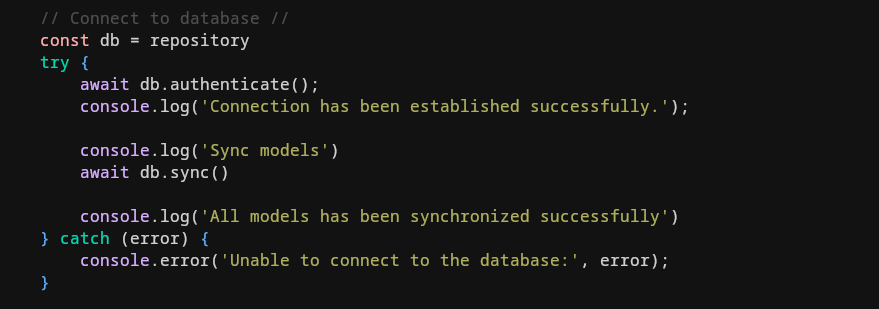 // Connect to database //
const db = repository
try {
    await db.authenticate();
    console.log('Connection has been established successfully.');
    console.log('Sync models')
    await db.sync()
    console.log('All models has been synchronized successfully')
} catch (error) {
    console.error('Unable to connect to the database:', error);
}